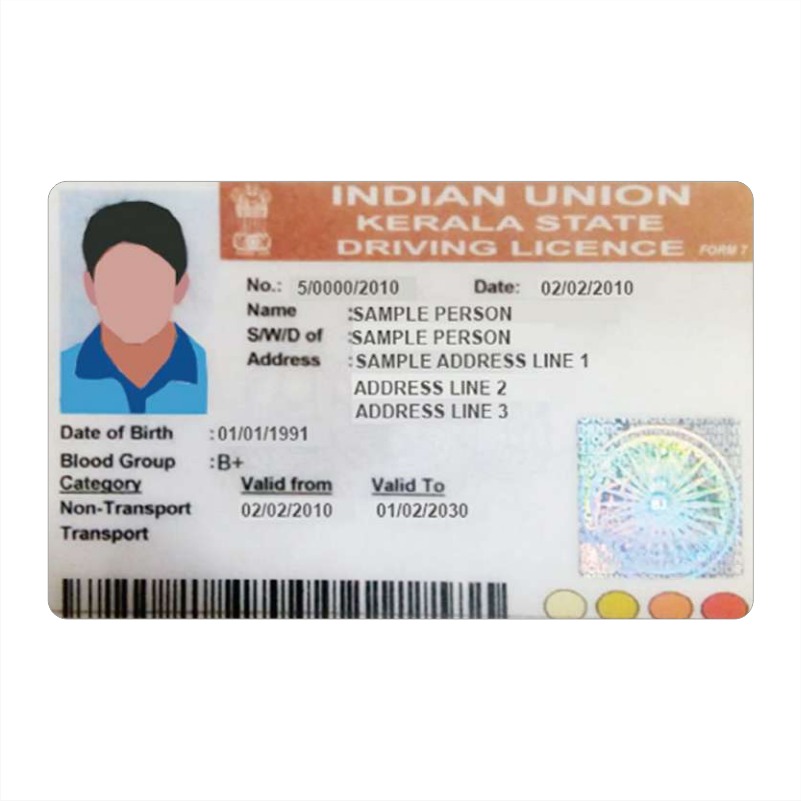 INDIAN UNION
KERALA STATE
DRIVING LICENCE FORM 7
No.: 5/0000/2010 Date: 02/02/2010
Name :SAMPLE PERSON
S/W/D of :SAMPLE PERSON
Address :SAMPLE ADDRESS LINE 1
ADDRESS LINE 2
ADDRESS LINE 3
Date of Birth :01/01/1991
Blood Group :B+
Category Valid from Valid To
Non-Transport 02/02/2010 01/02/2030
Transport